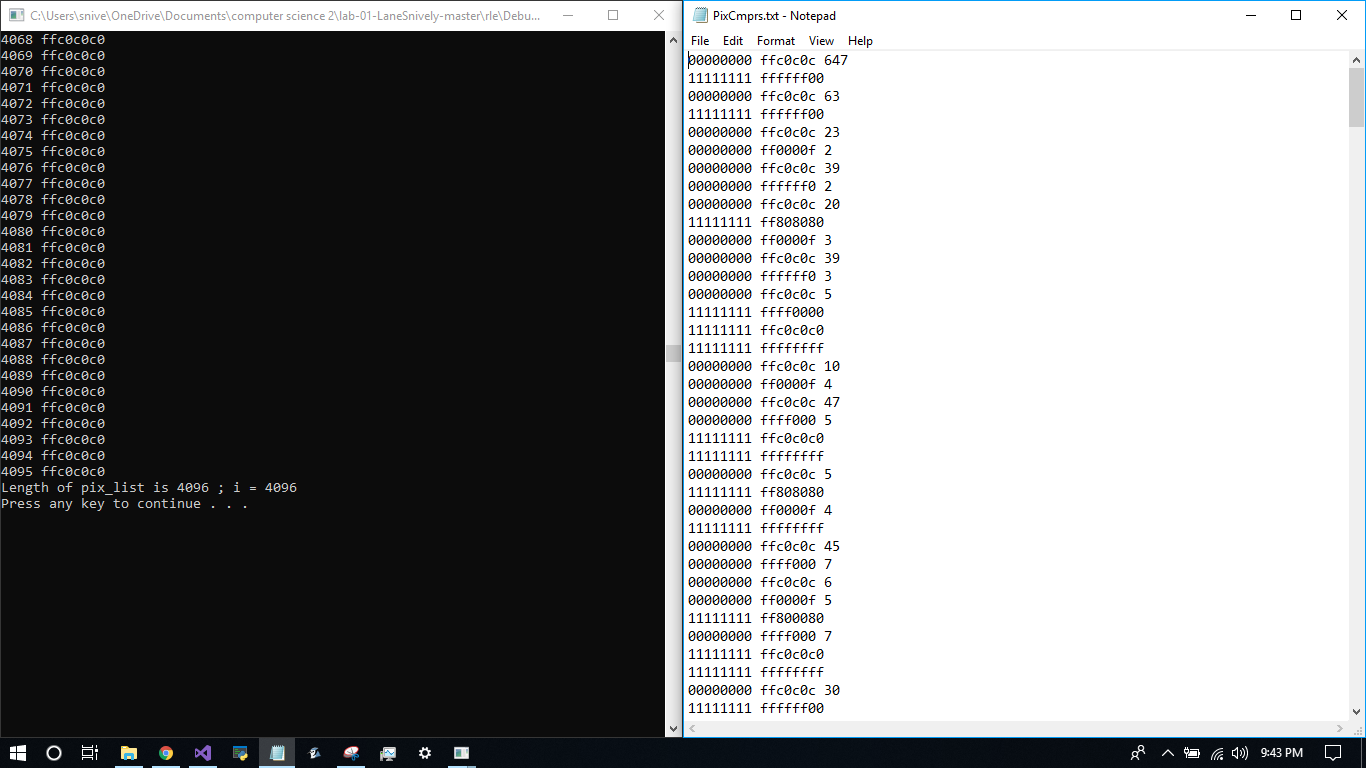 C:\Users\snive\OneDrive\Documents\computer science 2\lab-01-LaneSnively-master\rle\Debu...
4068 ffc0c0c0
4069 ffc0c0c0
4070 ffc0c0c0
4071 ffc0c0c0
4072 ffc0c0c0
4073 ffc0c0c0
4074 ffc0c0c0
4075 ffc0c0c0
4076 ffc0c0c0
4077 ffc0c0c0
4078 ffc0c0c0
4079 ffc0c0c0
4080 ffc0c0c0
4081 ffc0c0c0
4082 ffc0c0c0
4083 ffc0c0c0
4084 ffc0c0c0
4085 ffc0c0c0
4086 ffc0c0c0
4087 ffc0c0c0
4088 ffc0c0c0
4089 ffc0c0c0
4090 ffc0c0c0
4091 ffc0c0c0
4092 ffc0c0c0
4093 ffc0c0c0
4094 ffc0c0c0
4095 ffc0c0c0
Length of pix_list is 4096 ; i = 4096
Press any key to continue . . .
PixCmprs.txt - Notepad
File Edit Format View Help
00000000 ffc0c0c 647
11111111 ffffff00
00000000 ffc0c0c 63
11111111 ffffff00
00000000 ffc0c0c 23
00000000 ff0000f 2
00000000 ffc0c0c 39
00000000 ffffff0 2
00000000 ffc0c0c 20
11111111 ff808080
00000000 ff0000f 3
00000000 ffc0c0c 39
00000000 ffffff0 3
00000000 ffc0c0c 5
11111111 ffff0000
11111111 ffc0c0c0
11111111 ffffffff
00000000 ffc0c0c 10
00000000 ff0000f 4
00000000 ffc0c0c 47
00000000 ffff000 5
11111111 ffc0c0c0
11111111 ffffffff
00000000 ffc0c0c 5
11111111 ff808080
00000000 ff0000f 4
11111111 ffffffff
00000000 ffc0c0c 45
00000000 ffff000 7
00000000 ffc0c0c 6
00000000 ff0000f 5
11111111 ff800080
00000000 ffff000 7
11111111 ffc0c0c0
11111111 ffffffff
00000000 ffc0c0c 30
11111111 ffffff00
9:43 PM